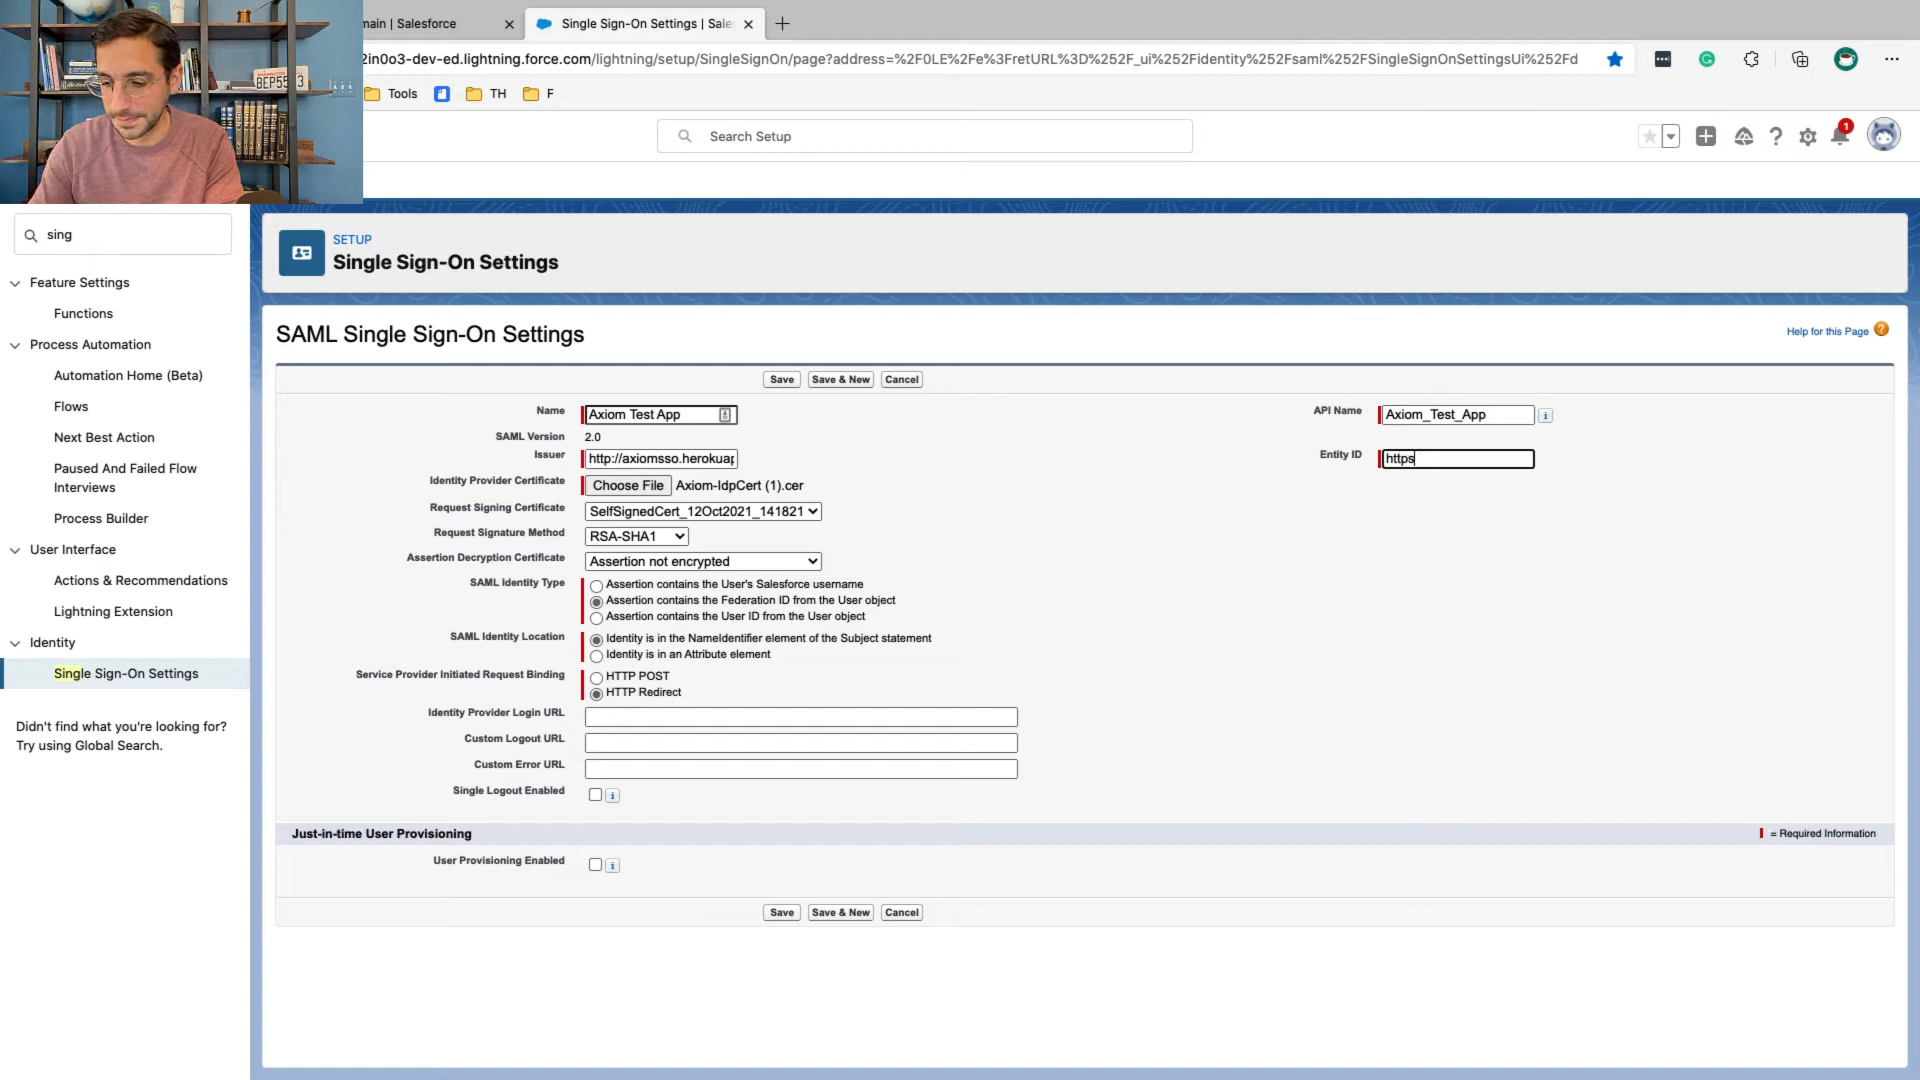 main | Salesforce
Single Sign-On Settings | Sale
2in0o3-dev-ed.lightning.force.com/lightning/setup/SingleSignOn/page?address=%2F0LE%2Fe%3FretURL%3D%252F_ui%252Fidentity%252Fsaml%252FSingleSignOnSettingsUi%252Fd
Tools
TH
F
Search Setup
1
sing
Feature Settings
Functions
Process Automation
Automation Home (Beta)
Flows
Next Best Action
Paused And Failed Flow
Interviews
Process Builder
User Interface
Actions & Recommendations
Lightning Extension
Identity
Single Sign-On Settings
Didn't find what you're looking for?
Try using Global Search.
SETUP
Single Sign-On Settings
SAML Single Sign-On Settings
Help for this Page
Save Save & New Cancel
Name Axiom Test App
API Name Axiom_Test_App
SAML Version 2.0
Issuer http://axiomsso.herokuap
Entity ID https
Identity Provider Certificate Choose File Axiom-IdpCert (1).cer
Request Signing Certificate SelfSignedCert_12Oct2021_141821
Request Signature Method RSA-SHA1
Assertion Decryption Certificate Assertion not encrypted
SAML Identity Type Assertion contains the User's Salesforce username
Assertion contains the Federation ID from the User object
Assertion contains the User ID from the User object
SAML Identity Location Identity is in the NameIdentifier element of the Subject statement
Identity is in an Attribute element
Service Provider Initiated Request Binding HTTP POST
HTTP Redirect
Identity Provider Login URL
Custom Logout URL
Custom Error URL
Single Logout Enabled
Just-in-time User Provisioning
= Required Information
User Provisioning Enabled
Save Save & New Cancel